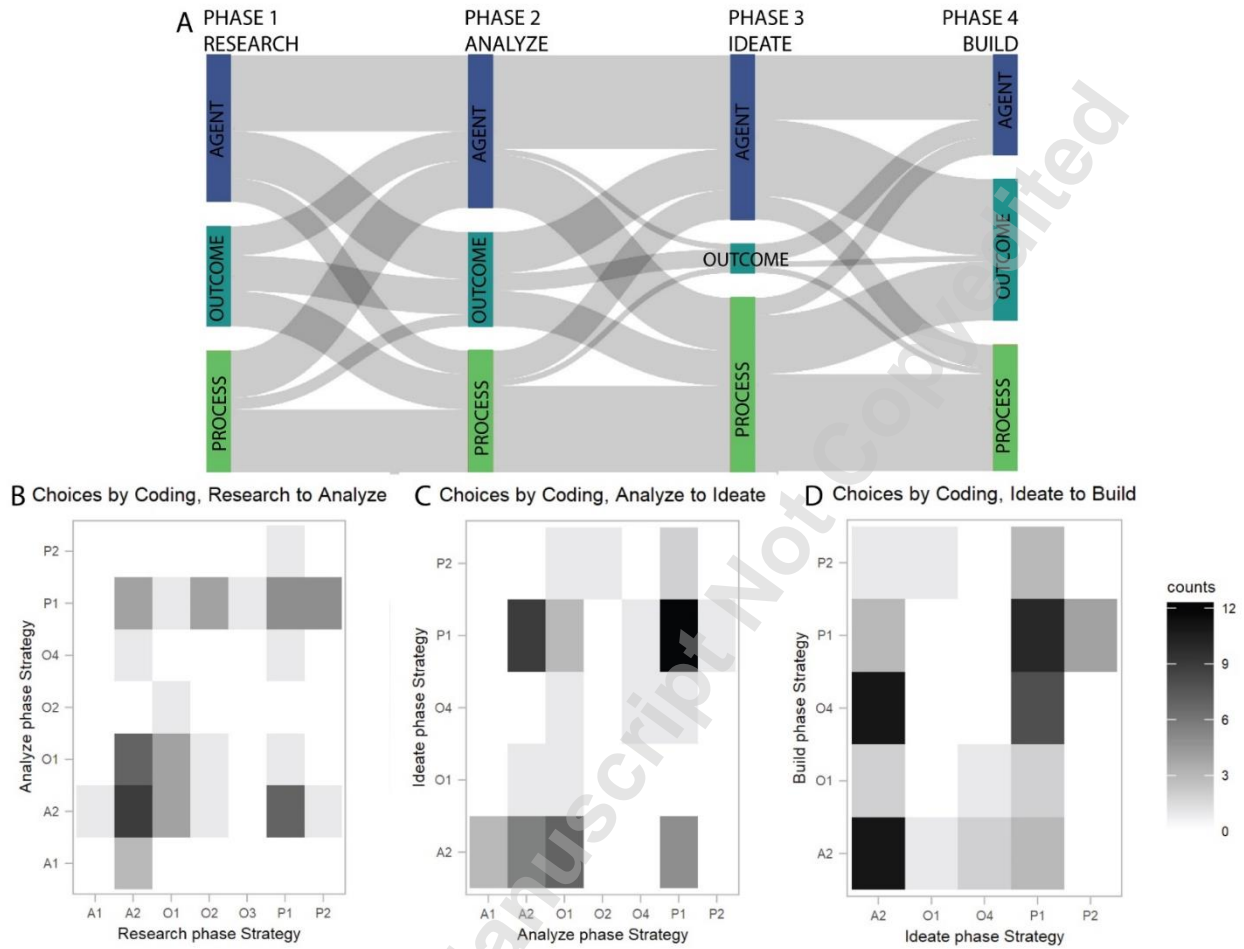 A
PHASE 1
RESEARCH
PHASE 2
ANALYZE
PHASE 3
IDEATE
PHASE 4
BUILD
AGENT
OUTCOME
PROCESS
AGENT
OUTCOME
PROCESS
AGENT
OUTCOME
PROCESS
AGENT
OUTCOME
PROCESS
B Choices by Coding, Research to Analyze
Analyze phase Strategy
P2
P1
O4
O2
O1
A2
A1
A1 A2 O1 O2 O3 P1 P2
Research phase Strategy
C Choices by Coding, Analyze to Ideate
Ideate phase Strategy
P2
P1
O4
O1
A2
A1 A2 O1 O2 O4 P1 P2
Analyze phase Strategy
D Choices by Coding, Ideate to Build
Build phase Strategy
P2
P1
O4
O1
A2
A2 O1 O4 P1 P2
Ideate phase Strategy
counts
12
9
6
3
0
anuscript Not Copyedited